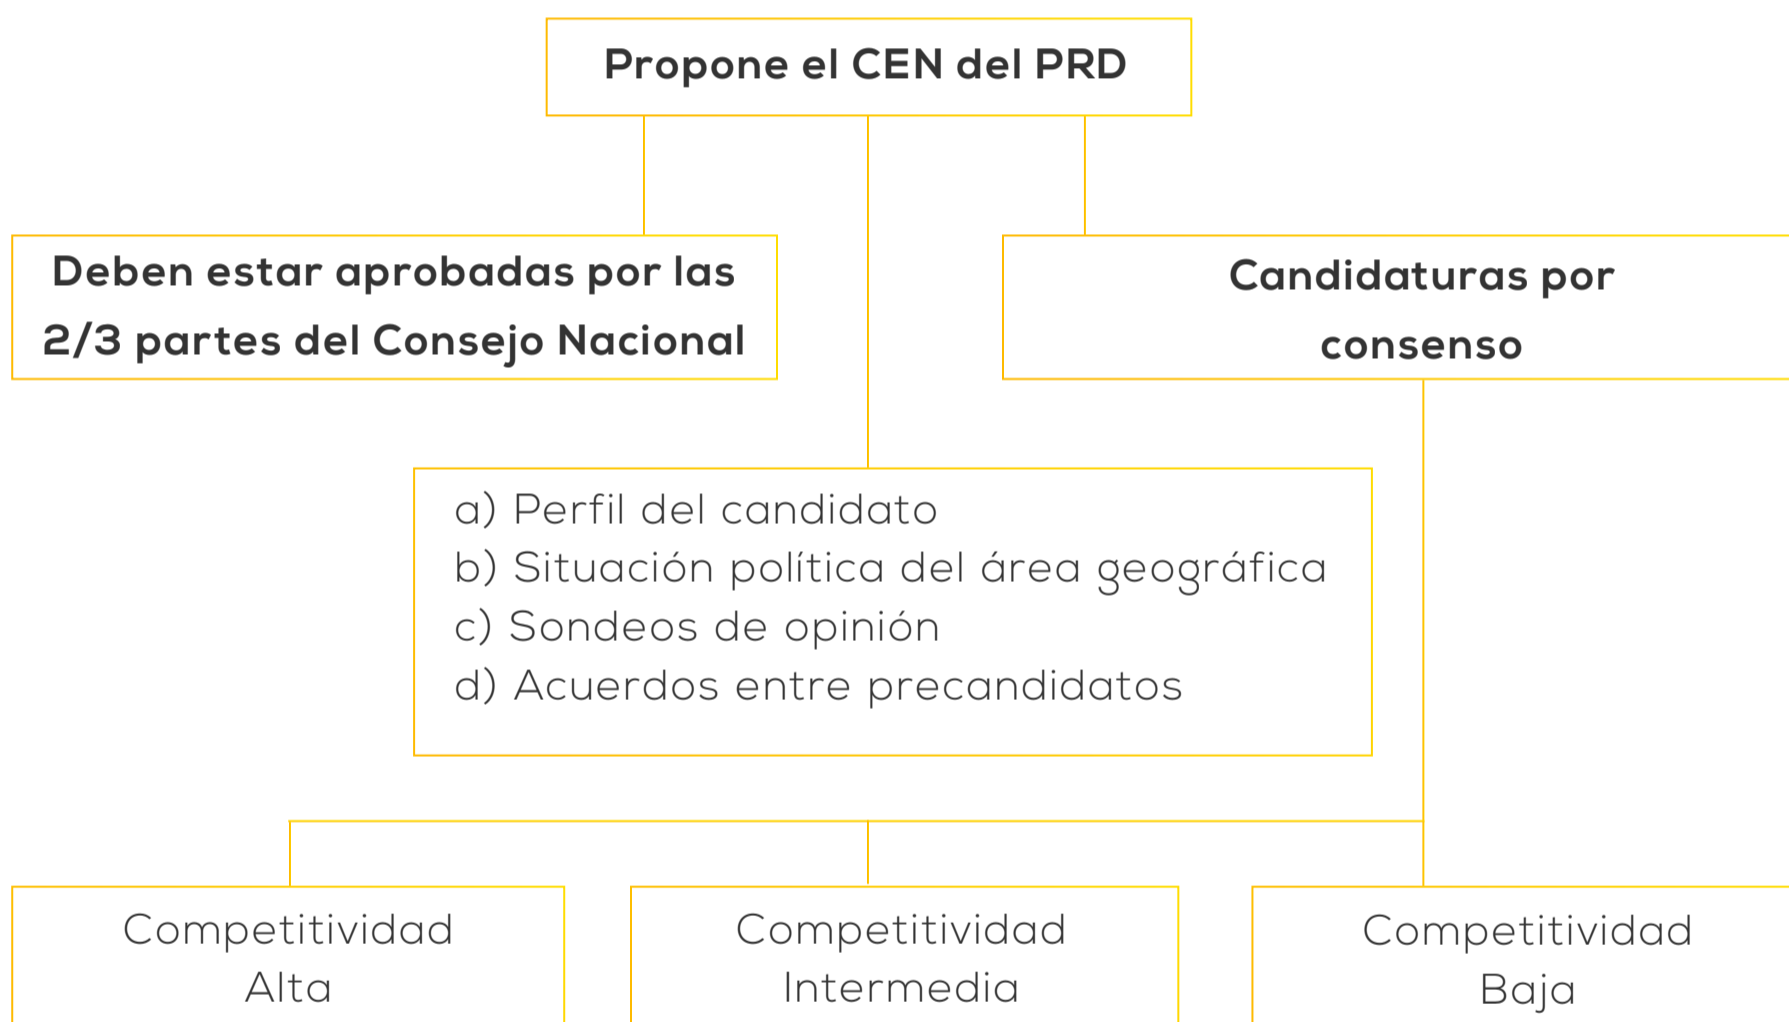 Propone el CEN del PRD
Deben estar aprobadas por las
2/3 partes del Consejo Nacional
Candidaturas por
consenso
a) Perfil del candidato
b) Situación política del área geográfica
c) Sondeos de opinión
d) Acuerdos entre precandidatos
Competitividad
Alta
Competitividad
Intermedia
Competitividad
Baja